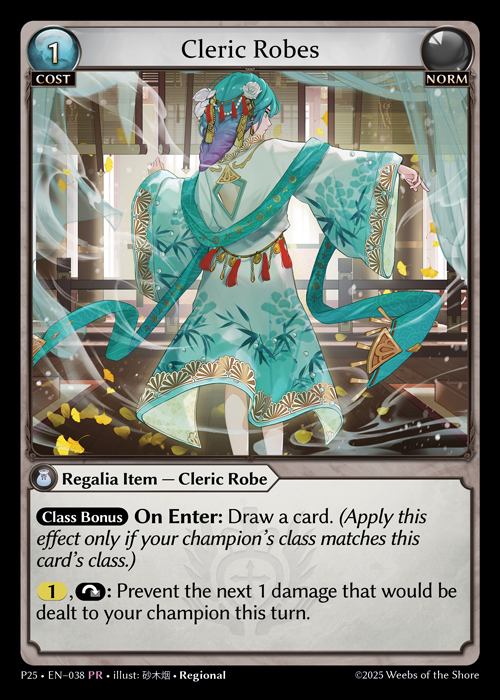 1
Cleric Robes
COST
NORM
Regalia Item — Cleric Robe
Class Bonus On Enter: Draw a card. (Apply this
effect only if your champion's class matches this
card's class.)
1 , : Prevent the next 1 damage that would be
dealt to your champion this turn.
P25 • EN–038 PR • illust: 砂木烟 • Regional
©2025 Weebs of the Shore